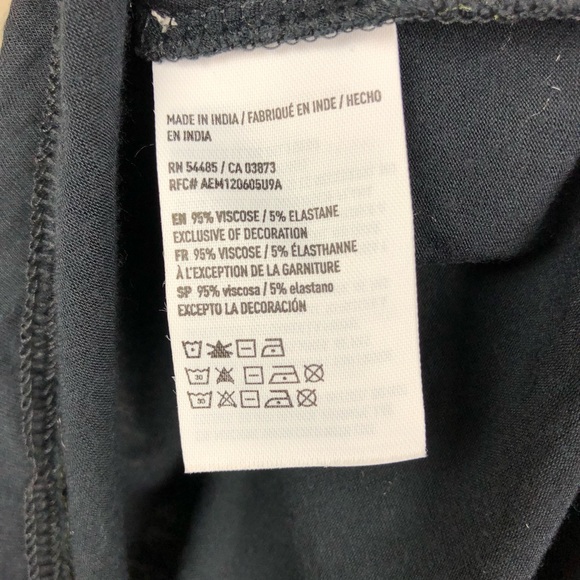 MADE IN INDIA / FABRIQUÉ EN INDE / HECHO
EN INDIA
RN 54485 / CA 03873
RFC# AEM120605U9A
EN 95% VISCOSE / 5% ELASTANE
EXCLUSIVE OF DECORATION
FR 95% VISCOSE / 5% ÉLASTHANNE
À L'EXCEPTION DE LA GARNITURE
SP 95% viscosa / 5% elastano
EXCEPTO LA DECORACIÓN
30
30